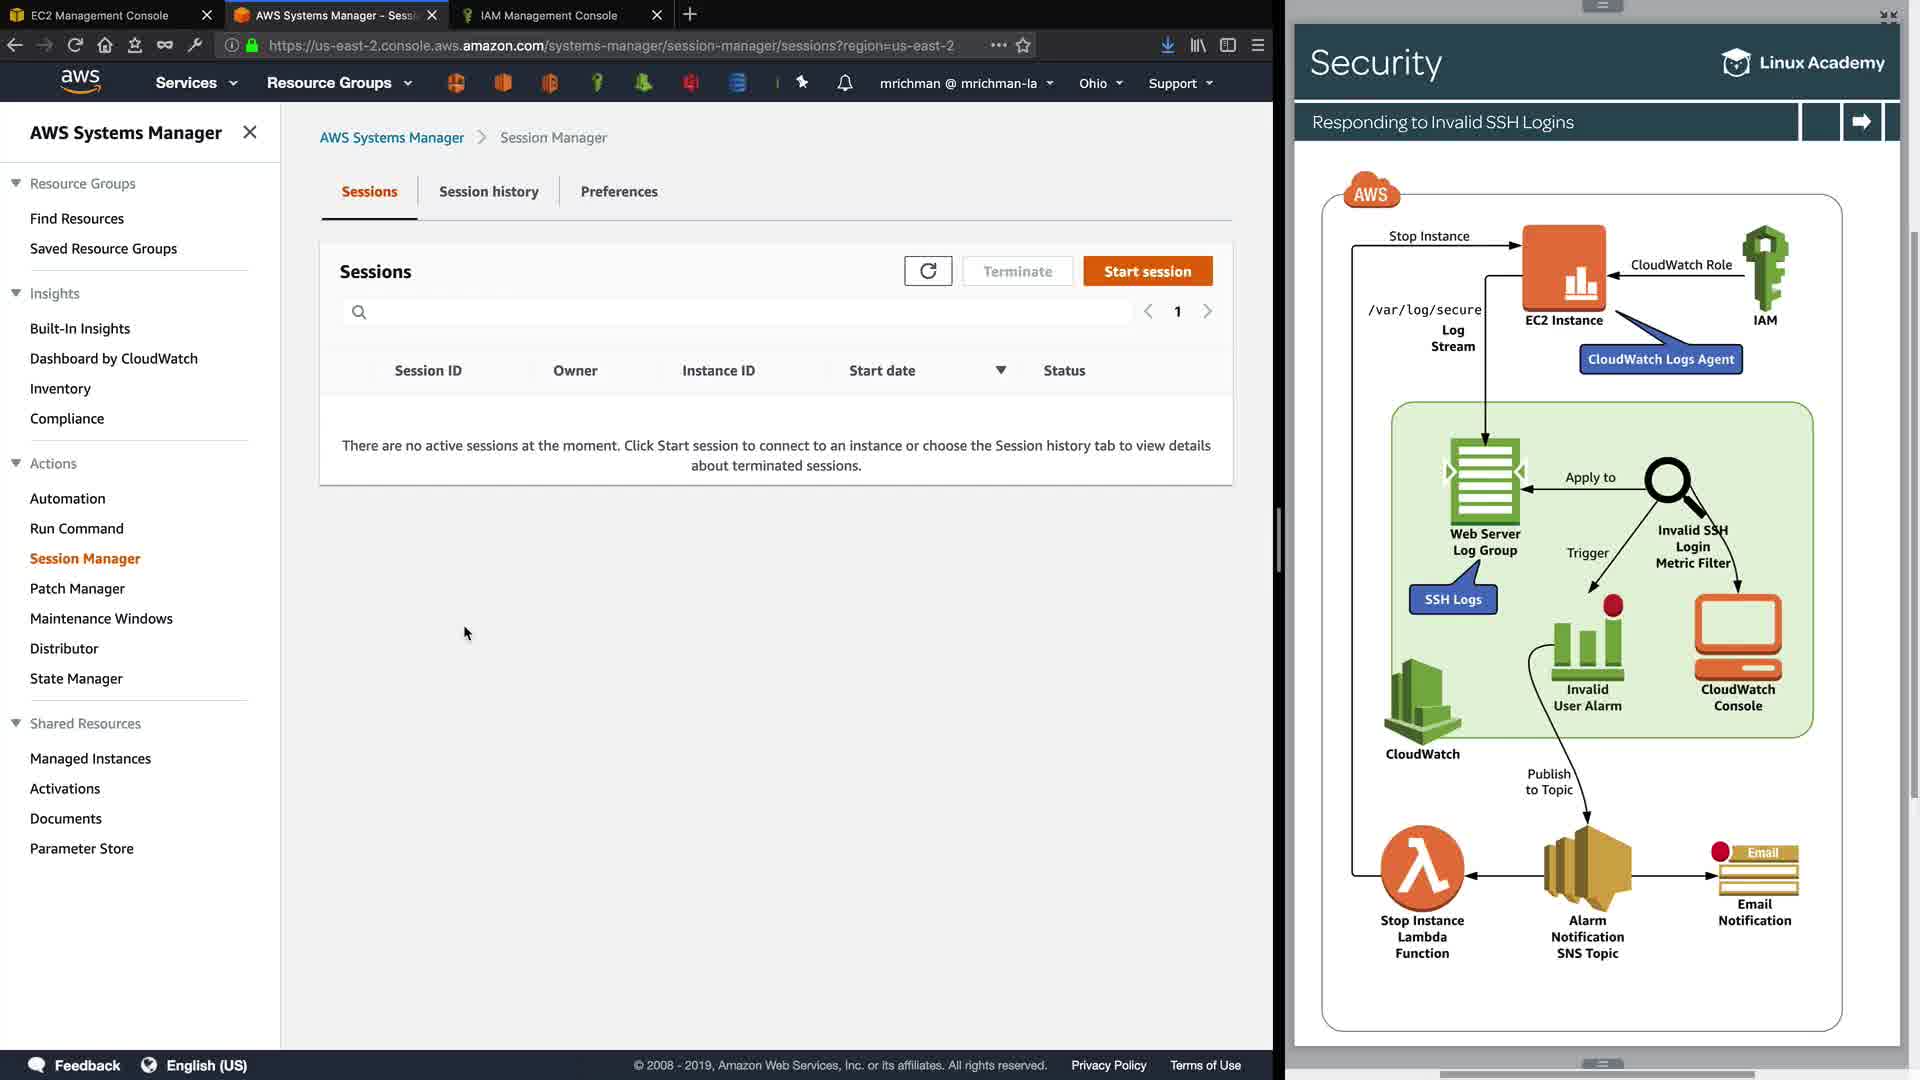 EC2 Management Console
AWS Systems Manager - Sessi
IAM Management Console
https://us-east-2.console.aws.amazon.com/systems-manager/session-manager/sessions?region=us-east-2
aws
Services
Resource Groups
mrichman @ mrichman-la
Ohio
Support
AWS Systems Manager
Resource Groups
Find Resources
Saved Resource Groups
Insights
Built-In Insights
Dashboard by CloudWatch
Inventory
Compliance
Actions
Automation
Run Command
Session Manager
Patch Manager
Maintenance Windows
Distributor
State Manager
Shared Resources
Managed Instances
Activations
Documents
Parameter Store
AWS Systems Manager
Session Manager
Sessions
Session history
Preferences
Sessions
Terminate
Start session
1
Session ID
Owner
Instance ID
Start date
Status
There are no active sessions at the moment. Click Start session to connect to an instance or choose the Session history tab to view details
about terminated sessions.
Feedback
English (US)
© 2008 - 2019, Amazon Web Services, Inc. or its affiliates. All rights reserved.
Privacy Policy
Terms of Use
Security
Linux Academy
Responding to Invalid SSH Logins
AWS
Stop Instance
CloudWatch Role
/var/log/secure
Log
Stream
EC2 Instance
IAM
CloudWatch Logs Agent
Apply to
Web Server
Log Group
Invalid SSH
Login
Metric Filter
Trigger
SSH Logs
Invalid
User Alarm
CloudWatch
Console
CloudWatch
Publish
to Topic
Email
Stop Instance
Lambda
Function
Alarm
Notification
SNS Topic
Email
Notification